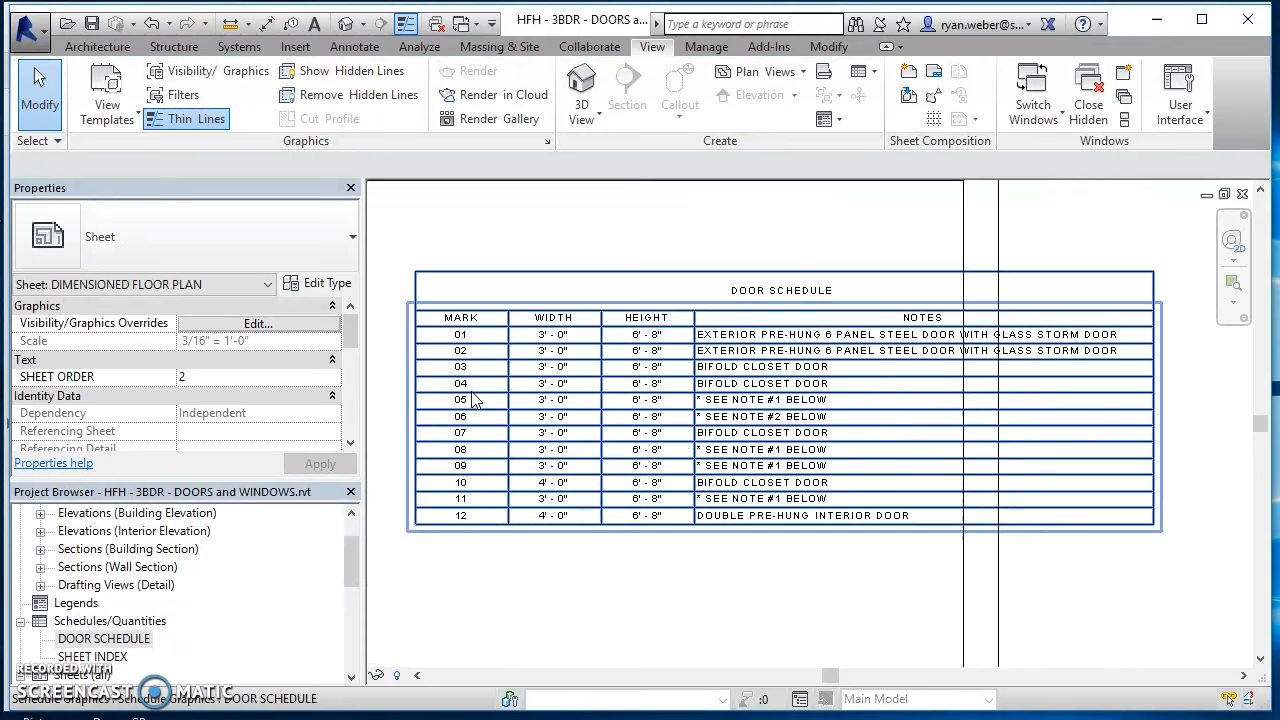 HFH - 3BDR - DOORS a...
Type a keyword or phrase
ryan.weber@s...
Architecture Structure Systems Insert Annotate Analyze Massing & Site Collaborate View Manage Add-Ins Modify
Modify
View Templates
Visibility/ Graphics
Filters
Thin Lines
Show Hidden Lines
Remove Hidden Lines
Cut Profile
Render
Render in Cloud
Render Gallery
3D View
Section
Callout
Plan Views
Elevation
Switch Windows
Close Hidden
User Interface
Select Graphics Create Sheet Composition Windows
Properties
Sheet
Sheet: DIMENSIONED FLOOR PLAN Edit Type
Graphics
Visibility/Graphics Overrides Edit...
Scale 3/16" = 1'-0"
Text
SHEET ORDER 2
Identity Data
Dependency Independent
Referencing Sheet
Referencing Detail
Properties help Apply
Project Browser - HFH - 3BDR - DOORS and WINDOWS.rvt
Elevations (Building Elevation)
Elevations (Interior Elevation)
Sections (Building Section)
Sections (Wall Section)
Drafting Views (Detail)
Legends
Schedules/Quantities
DOOR SCHEDULE
SHEET INDEX
Sheets (all)
DOOR SCHEDULE
MARK WIDTH HEIGHT NOTES
01 3' - 0" 6' - 8" EXTERIOR PRE-HUNG 6 PANEL STEEL DOOR WITH GLASS STORM DOOR
02 3' - 0" 6' - 8" EXTERIOR PRE-HUNG 6 PANEL STEEL DOOR WITH GLASS STORM DOOR
03 3' - 0" 6' - 8" BIFOLD CLOSET DOOR
04 3' - 0" 6' - 8" BIFOLD CLOSET DOOR
05 3' - 0" 6' - 8" * SEE NOTE #1 BELOW
06 3' - 0" 6' - 8" * SEE NOTE #2 BELOW
07 3' - 0" 6' - 8" BIFOLD CLOSET DOOR
08 3' - 0" 6' - 8" * SEE NOTE #1 BELOW
09 3' - 0" 6' - 8" * SEE NOTE #1 BELOW
10 4' - 0" 6' - 8" BIFOLD CLOSET DOOR
11 3' - 0" 6' - 8" * SEE NOTE #1 BELOW
12 4' - 0" 6' - 8" DOUBLE PRE-HUNG INTERIOR DOOR
2D
RECORDED WITH
SCREENCAST MATIC
Schedule Graphics : Schedule Graphics : DOOR SCHEDULE
:0
Main Model